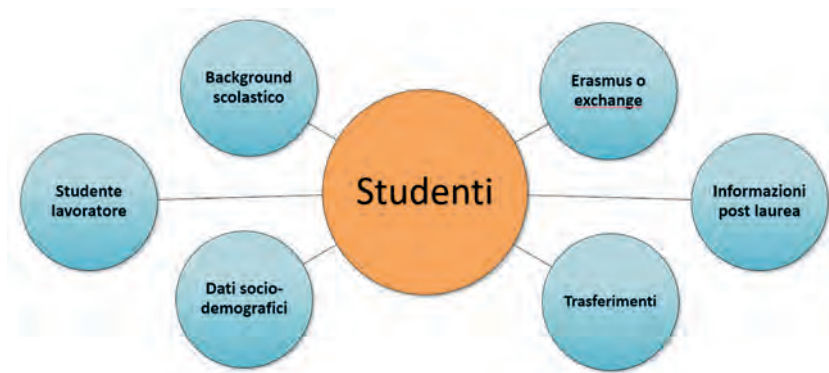 Background
scolastico
Erasmus o
exchange
Studente
lavoratore
Studenti
Informazioni
post laurea
Dati socio-
demografici
Trasferimenti